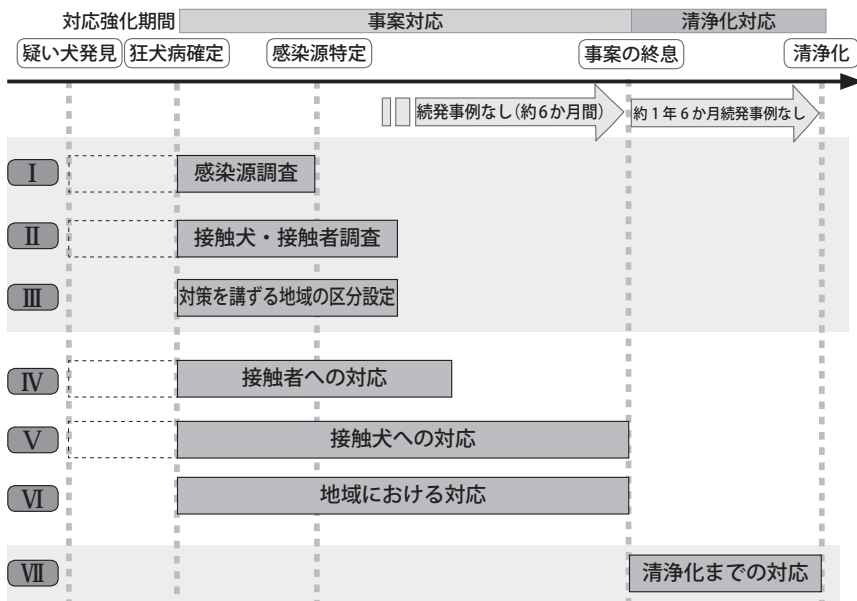 対応強化期間 事案対応 清浄化対応
疑い犬発見 狂犬病確定 感染源特定 事案の終息 清浄化
続発事例なし(約6か月間) 約1年6か月続発事例なし
Ⅰ 感染源調査
Ⅱ 接触犬・接触者調査
Ⅲ 対策を講ずる地域の区分設定
Ⅳ 接触者への対応
Ⅴ 接触犬への対応
Ⅵ 地域における対応
Ⅶ 清浄化までの対応